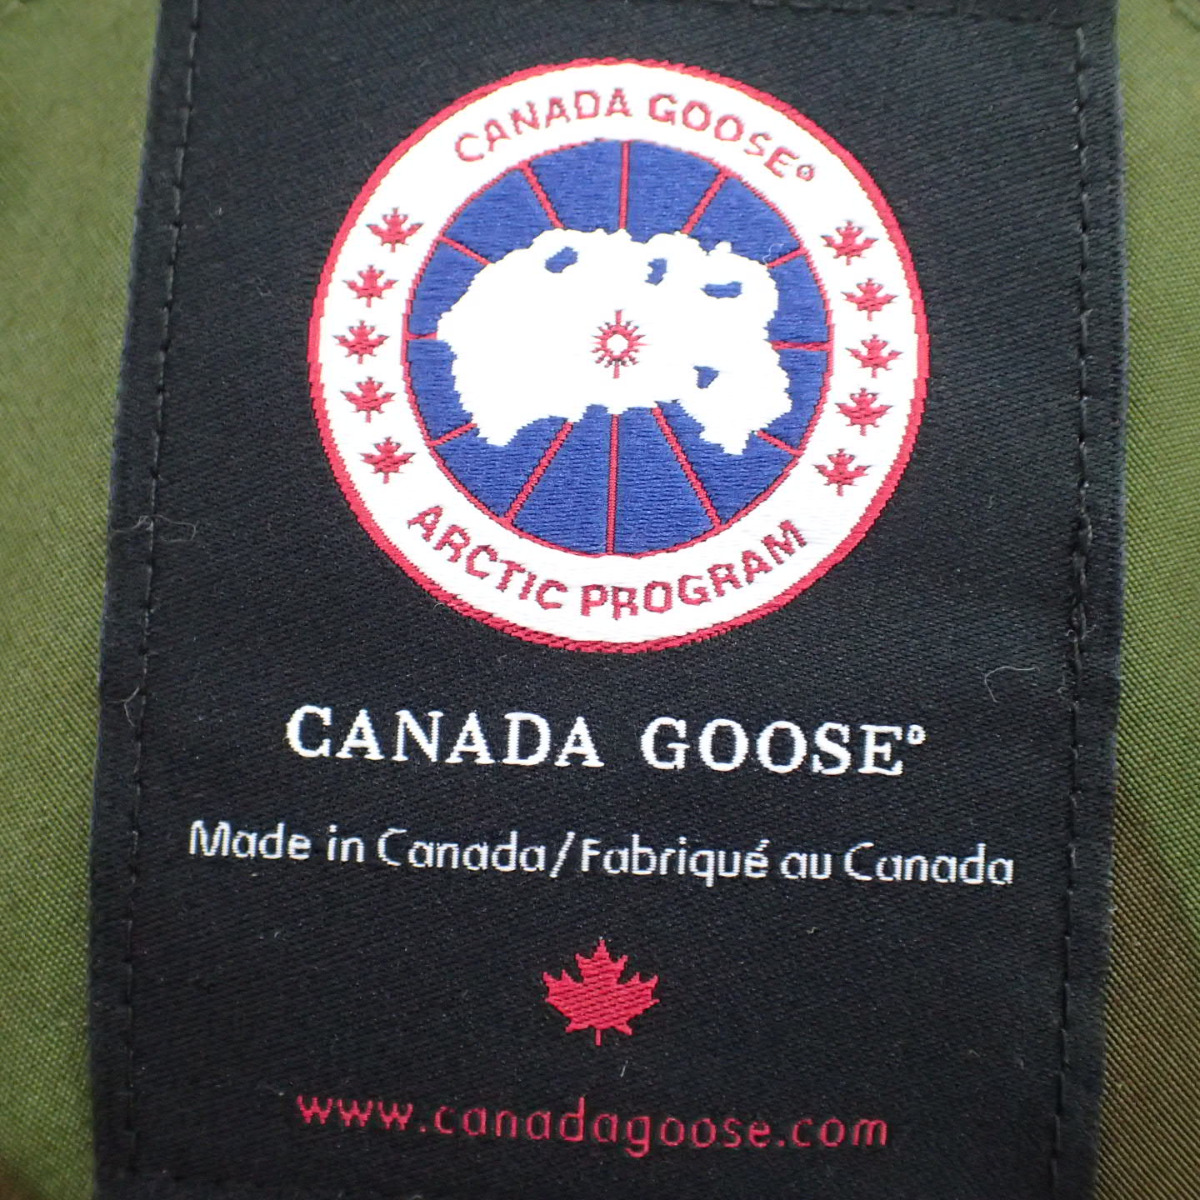 CANADA GOOSE®
ARCTIC PROGRAM
CANADA GOOSE®
Made in Canada/Fabriqué au Canada
www.canadagoose.com